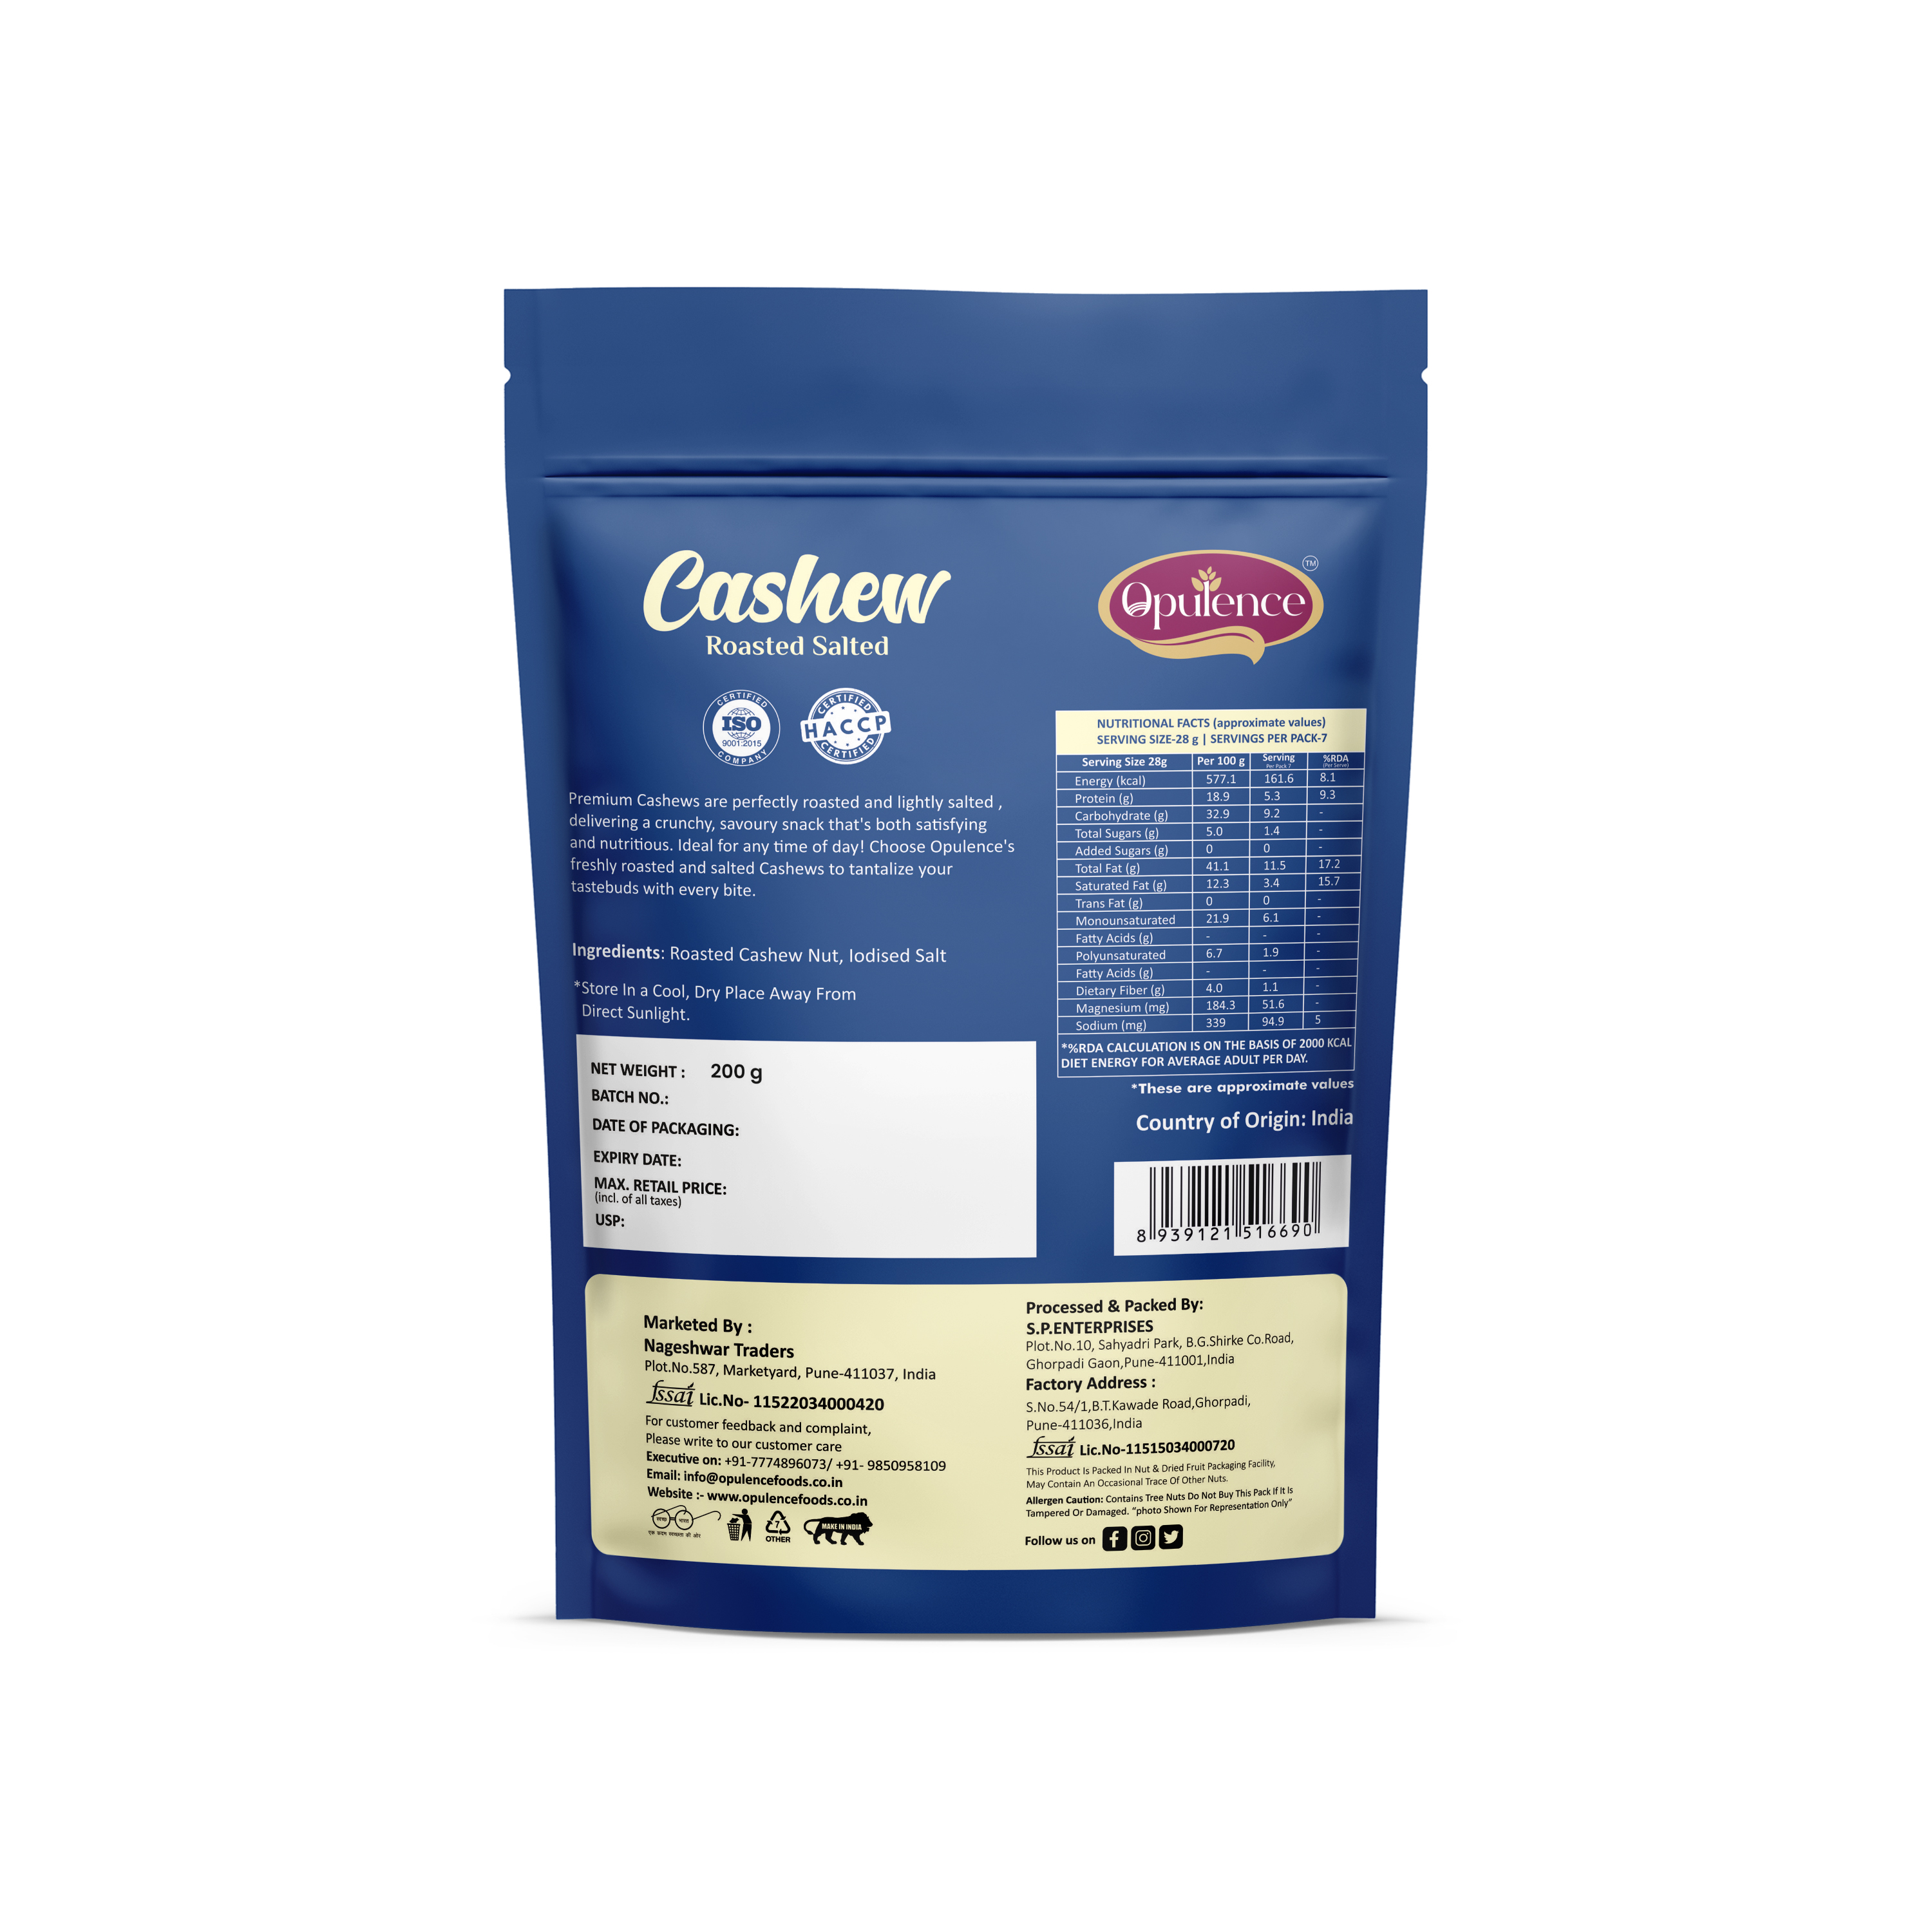 Cashew
Roasted Salted
Opulence
TM
CERTIFIED
ISO
9001:2015
COMPANY
CERTIFIED
HACCP
CERTIFIED
Premium Cashews are perfectly roasted and lightly salted ,
delivering a crunchy, savoury snack that's both satisfying
and nutritious. Ideal for any time of day! Choose Opulence's
freshly roasted and salted Cashews to tantalize your
tastebuds with every bite.
Ingredients: Roasted Cashew Nut, Iodised Salt
*Store In a Cool, Dry Place Away From
Direct Sunlight.
NET WEIGHT : 200 g
BATCH NO.:
DATE OF PACKAGING:
EXPIRY DATE:
MAX. RETAIL PRICE:
(incl. of all taxes)
USP:
NUTRITIONAL FACTS (approximate values)
SERVING SIZE-28 g | SERVINGS PER PACK-7
Serving Size 28g Per 100 g Serving Per Pack 7 %RDA (Per Serve)
Energy (kcal) 577.1 161.6 8.1
Protein (g) 18.9 5.3 9.3
Carbohydrate (g) 32.9 9.2 -
Total Sugars (g) 5.0 1.4 -
Added Sugars (g) 0 0 -
Total Fat (g) 41.1 11.5 17.2
Saturated Fat (g) 12.3 3.4 15.7
Trans Fat (g) 0 0 -
Monounsaturated 21.9 6.1 -
Fatty Acids (g) - - -
Polyunsaturated 6.7 1.9 -
Fatty Acids (g) - - -
Dietary Fiber (g) 4.0 1.1 -
Magnesium (mg) 184.3 51.6 -
Sodium (mg) 339 94.9 5
*%RDA CALCULATION IS ON THE BASIS OF 2000 KCAL
DIET ENERGY FOR AVERAGE ADULT PER DAY.
*These are approximate values
Country of Origin: India
8 939121 516690
Marketed By :
Nageshwar Traders
Plot.No.587, Marketyard, Pune-411037, India
fssai Lic.No- 11522034000420
For customer feedback and complaint,
Please write to our customer care
Executive on: +91-7774896073/ +91- 9850958109
Email: info@opulencefoods.co.in
Website :- www.opulencefoods.co.in
स्वच्छ भारत
एक कदम स्वच्छता की ओर
7
OTHER
MAKE IN INDIA
Processed & Packed By:
S.P.ENTERPRISES
Plot.No.10, Sahyadri Park, B.G.Shirke Co.Road,
Ghorpadi Gaon,Pune-411001,India
Factory Address :
S.No.54/1,B.T.Kawade Road,Ghorpadi,
Pune-411036,India
fssai Lic.No-11515034000720
This Product Is Packed In Nut & Dried Fruit Packaging Facility,
May Contain An Occasional Trace Of Other Nuts.
Allergen Caution: Contains Tree Nuts Do Not Buy This Pack If It Is
Tampered Or Damaged. "photo Shown For Representation Only"
Follow us on